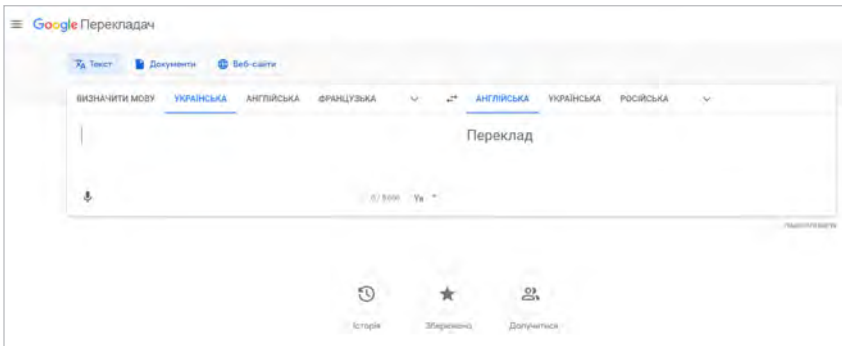 Google Перекладач
Текст Документи Веб-сайти
ВИЗНАЧИТИ МОВУ УКРАЇНСЬКА АНГЛІЙСЬКА ФРАНЦУЗЬКА АНГЛІЙСЬКА УКРАЇНСЬКА РОСІЙСЬКА
Переклад
0/5000
Історія Збережено Долучитися